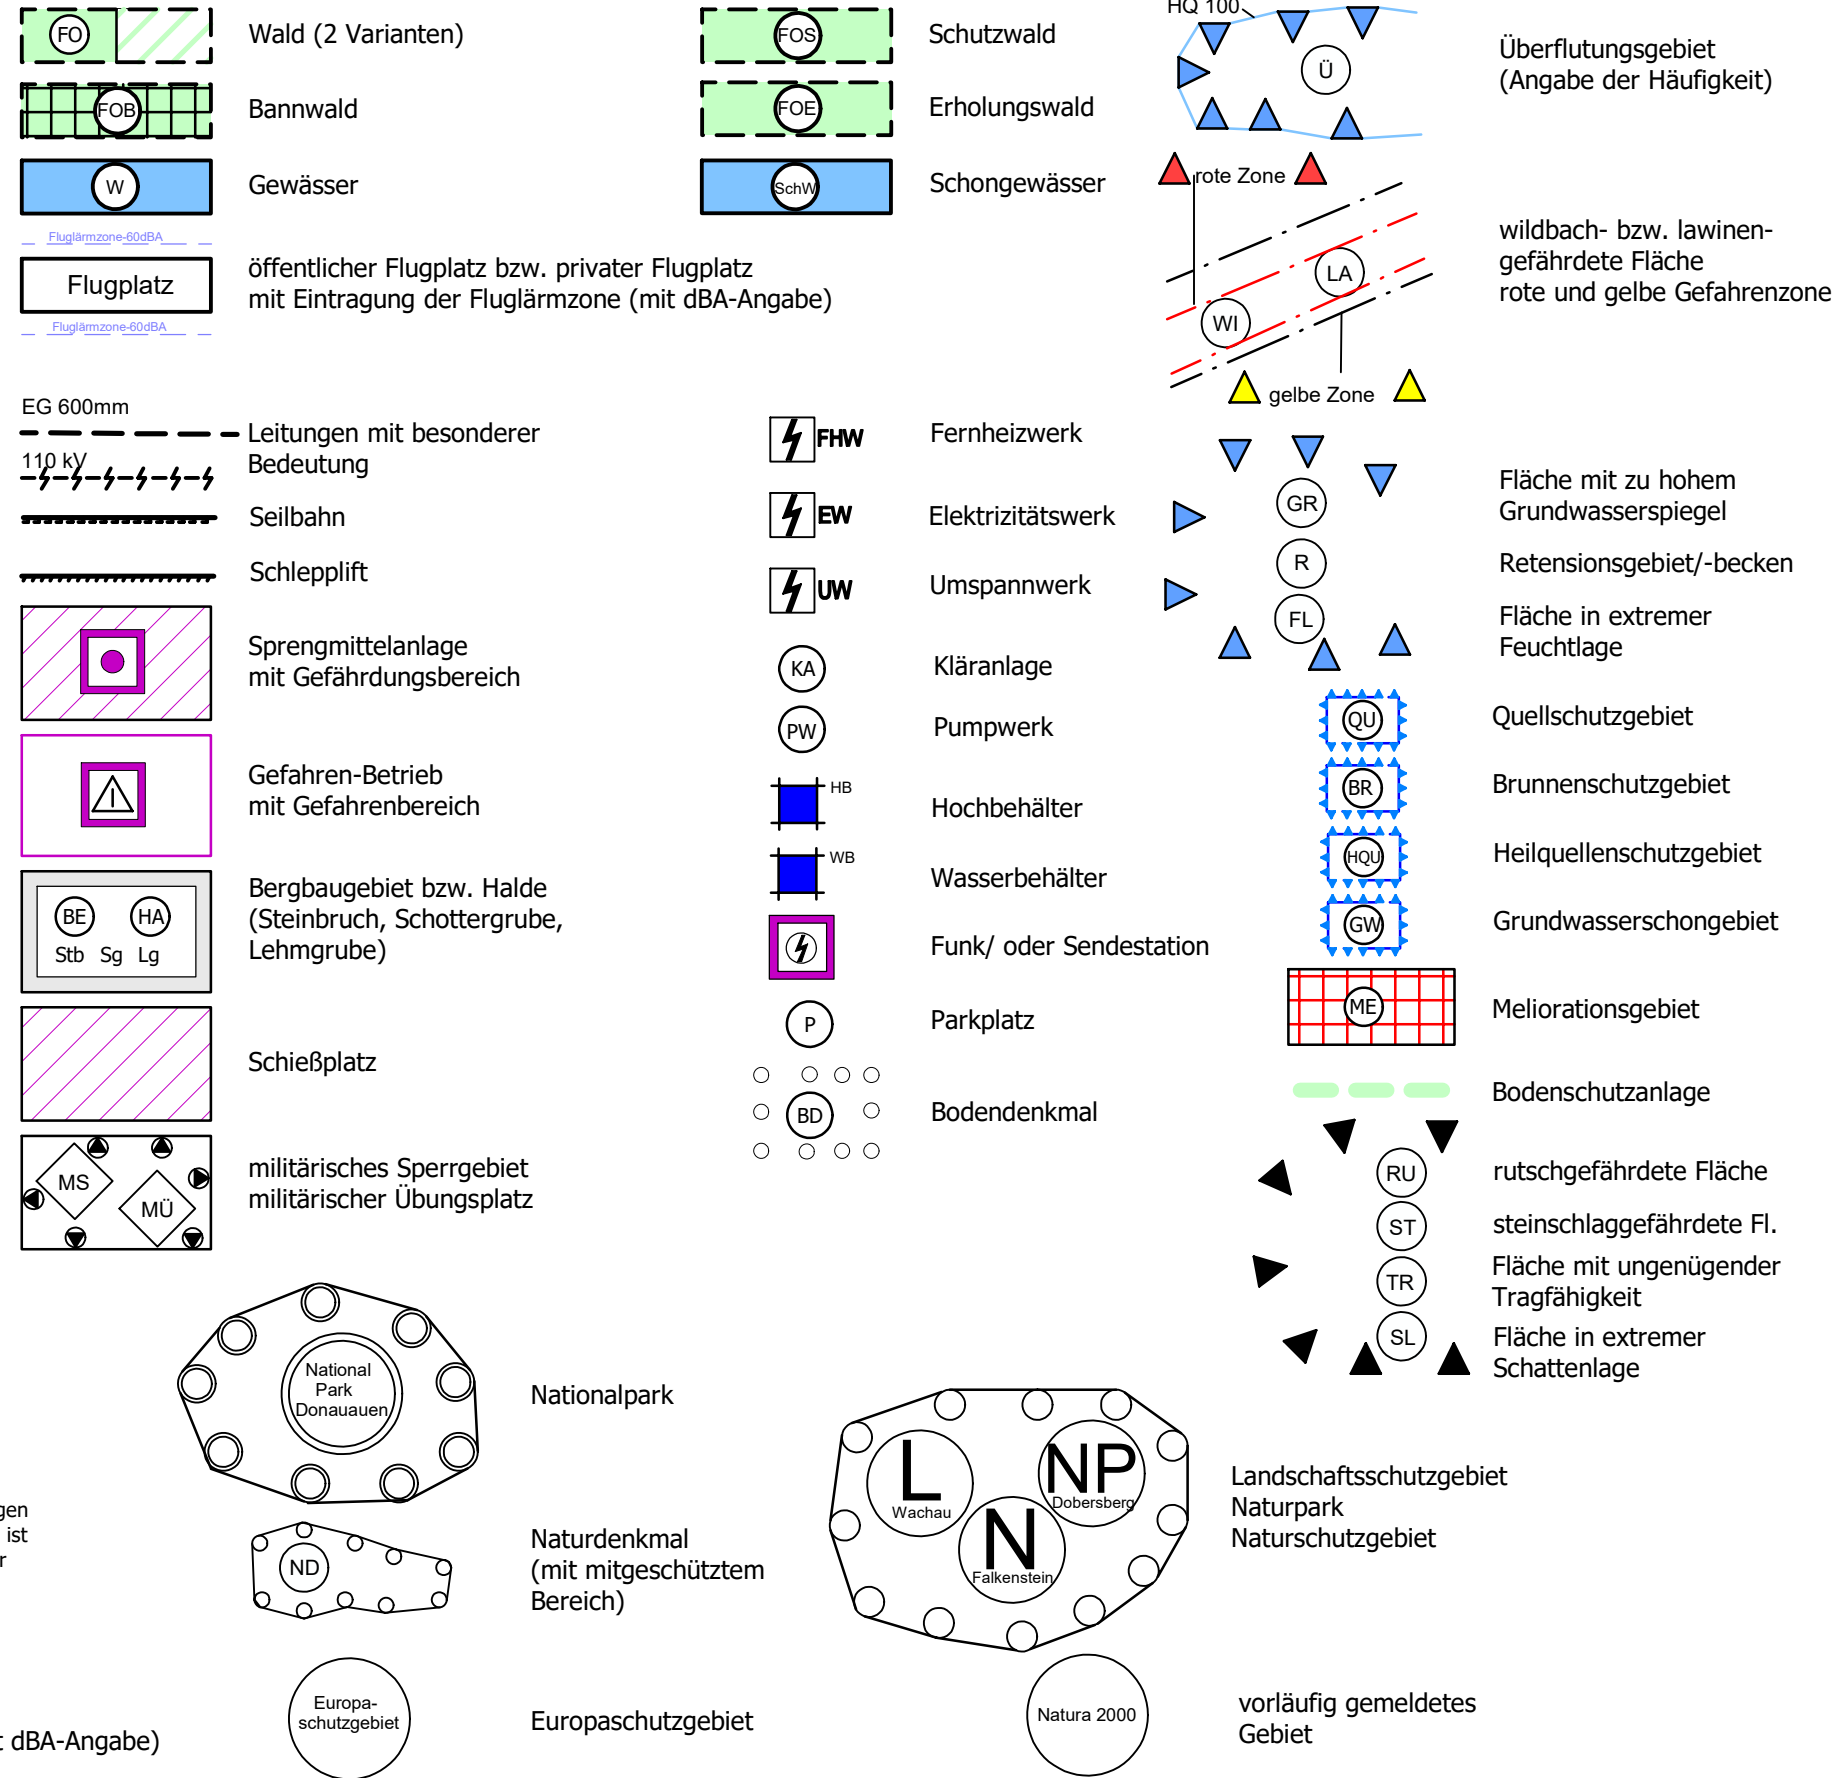 FO
Wald (2 Varianten)
FOB
Bannwald
W
Gewässer
Fluglärmzone-60dBA
Flugplatz
Fluglärmzone-60dBA
öffentlicher Flugplatz bzw. privater Flugplatz
mit Eintragung der Fluglärmzone (mit dBA-Angabe)
FOS
Schutzwald
FOE
Erholungswald
SchW
Schongewässer
HQ 100
Ü
Überflutungsgebiet
(Angabe der Häufigkeit)
rote Zone
LA
WI
gelbe Zone
wildbach- bzw. lawinen-
gefährdete Fläche
rote und gelbe Gefahrenzone
EG 600mm
110 kV
Leitungen mit besonderer
Bedeutung
Seilbahn
Schlepplift
Sprengmittelanlage
mit Gefährdungsbereich
Gefahren-Betrieb
mit Gefahrenbereich
BE HA
Stb Sg Lg
Bergbaugebiet bzw. Halde
(Steinbruch, Schottergrube,
Lehmgrube)
Schießplatz
MS
MÜ
militärisches Sperrgebiet
militärischer Übungsplatz
FHW
Fernheizwerk
EW
Elektrizitätswerk
UW
Umspannwerk
KA
Kläranlage
PW
Pumpwerk
HB
Hochbehälter
WB
Wasserbehälter
Funk/ oder Sendestation
P
Parkplatz
BD
Bodendenkmal
GR
Fläche mit zu hohem
Grundwasserspiegel
R
Retensionsgebiet/-becken
FL
Fläche in extremer
Feuchtlage
QU
Quellschutzgebiet
BR
Brunnenschutzgebiet
HQU
Heilquellenschutzgebiet
GW
Grundwasserschongebiet
ME
Meliorationsgebiet
Bodenschutzanlage
RU
rutschgefährdete Fläche
ST
steinschlaggefährdete Fl.
TR
Fläche mit ungenügender
Tragfähigkeit
SL
Fläche in extremer
Schattenlage
National
Park
Donauauen
Nationalpark
L
Wachau
NP
Dobersberg
N
Falkenstein
Landschaftsschutzgebiet
Naturpark
Naturschutzgebiet
gen
ist
r
ND
Naturdenkmal
(mit mitgeschütztem
Bereich)
Europa-
schutzgebiet
Europaschutzgebiet
Natura 2000
vorläufig gemeldetes
Gebiet
dBA-Angabe)